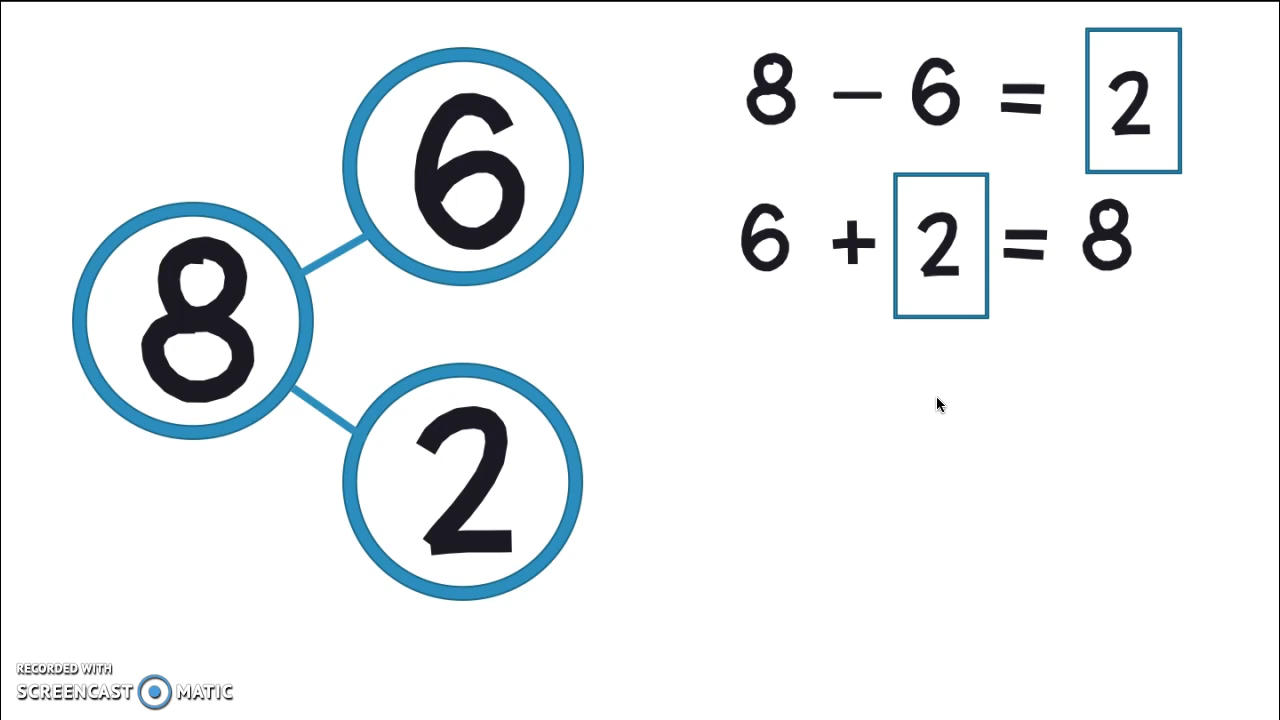 6
8
2
8 − 6 = 2
6 + 2 = 8
RECORDED WITH
SCREENCAST MATIC